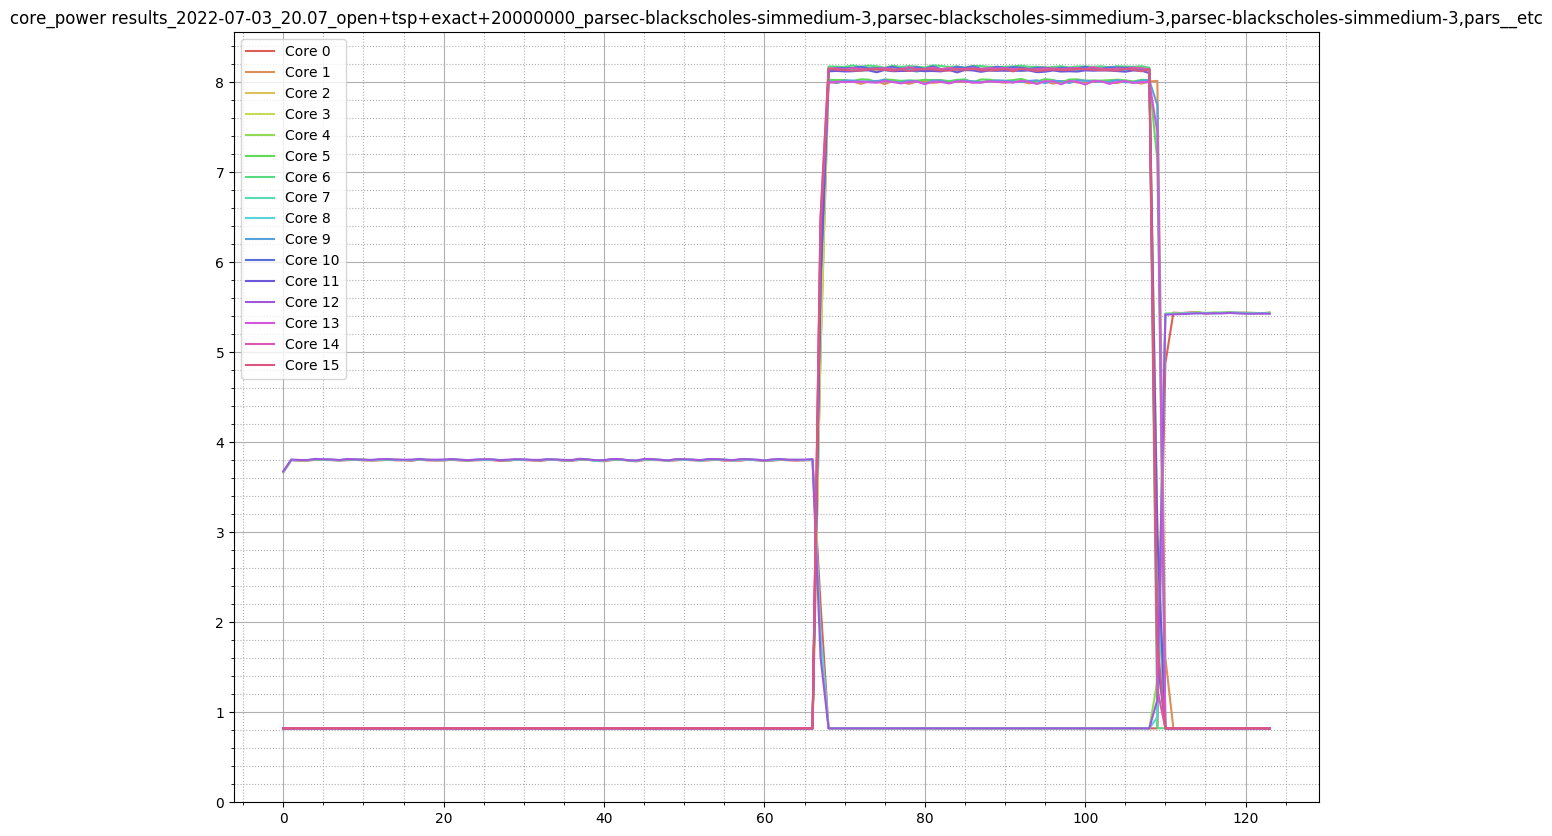 core_power results_2022-07-03_20.07_open+tsp+exact+20000000_parsec-blackscholes-simmedium-3,parsec-blackscholes-simmedium-3,parsec-blackscholes-simmedium-3,pars__etc
Core 0
Core 1
Core 2
Core 3
Core 4
Core 5
Core 6
Core 7
Core 8
Core 9
Core 10
Core 11
Core 12
Core 13
Core 14
Core 15
8
7
6
5
4
3
2
1
0
0 20 40 60 80 100 120